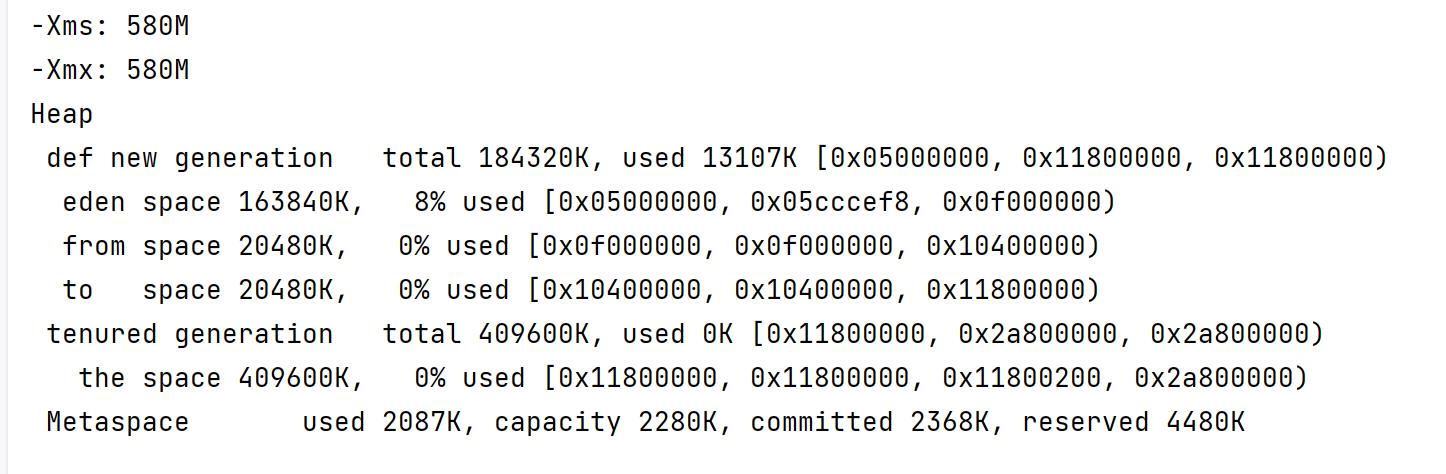 -Xms: 580M
-Xmx: 580M
Heap
 def new generation   total 184320K, used 13107K [0x05000000, 0x11800000, 0x11800000)
  eden space 163840K,   8% used [0x05000000, 0x05cccef8, 0x0f000000)
  from space 20480K,   0% used [0x0f000000, 0x0f000000, 0x10400000)
  to   space 20480K,   0% used [0x10400000, 0x10400000, 0x11800000)
 tenured generation   total 409600K, used 0K [0x11800000, 0x2a800000, 0x2a800000)
   the space 409600K,   0% used [0x11800000, 0x11800000, 0x11800200, 0x2a800000)
 Metaspace       used 2087K, capacity 2280K, committed 2368K, reserved 4480K